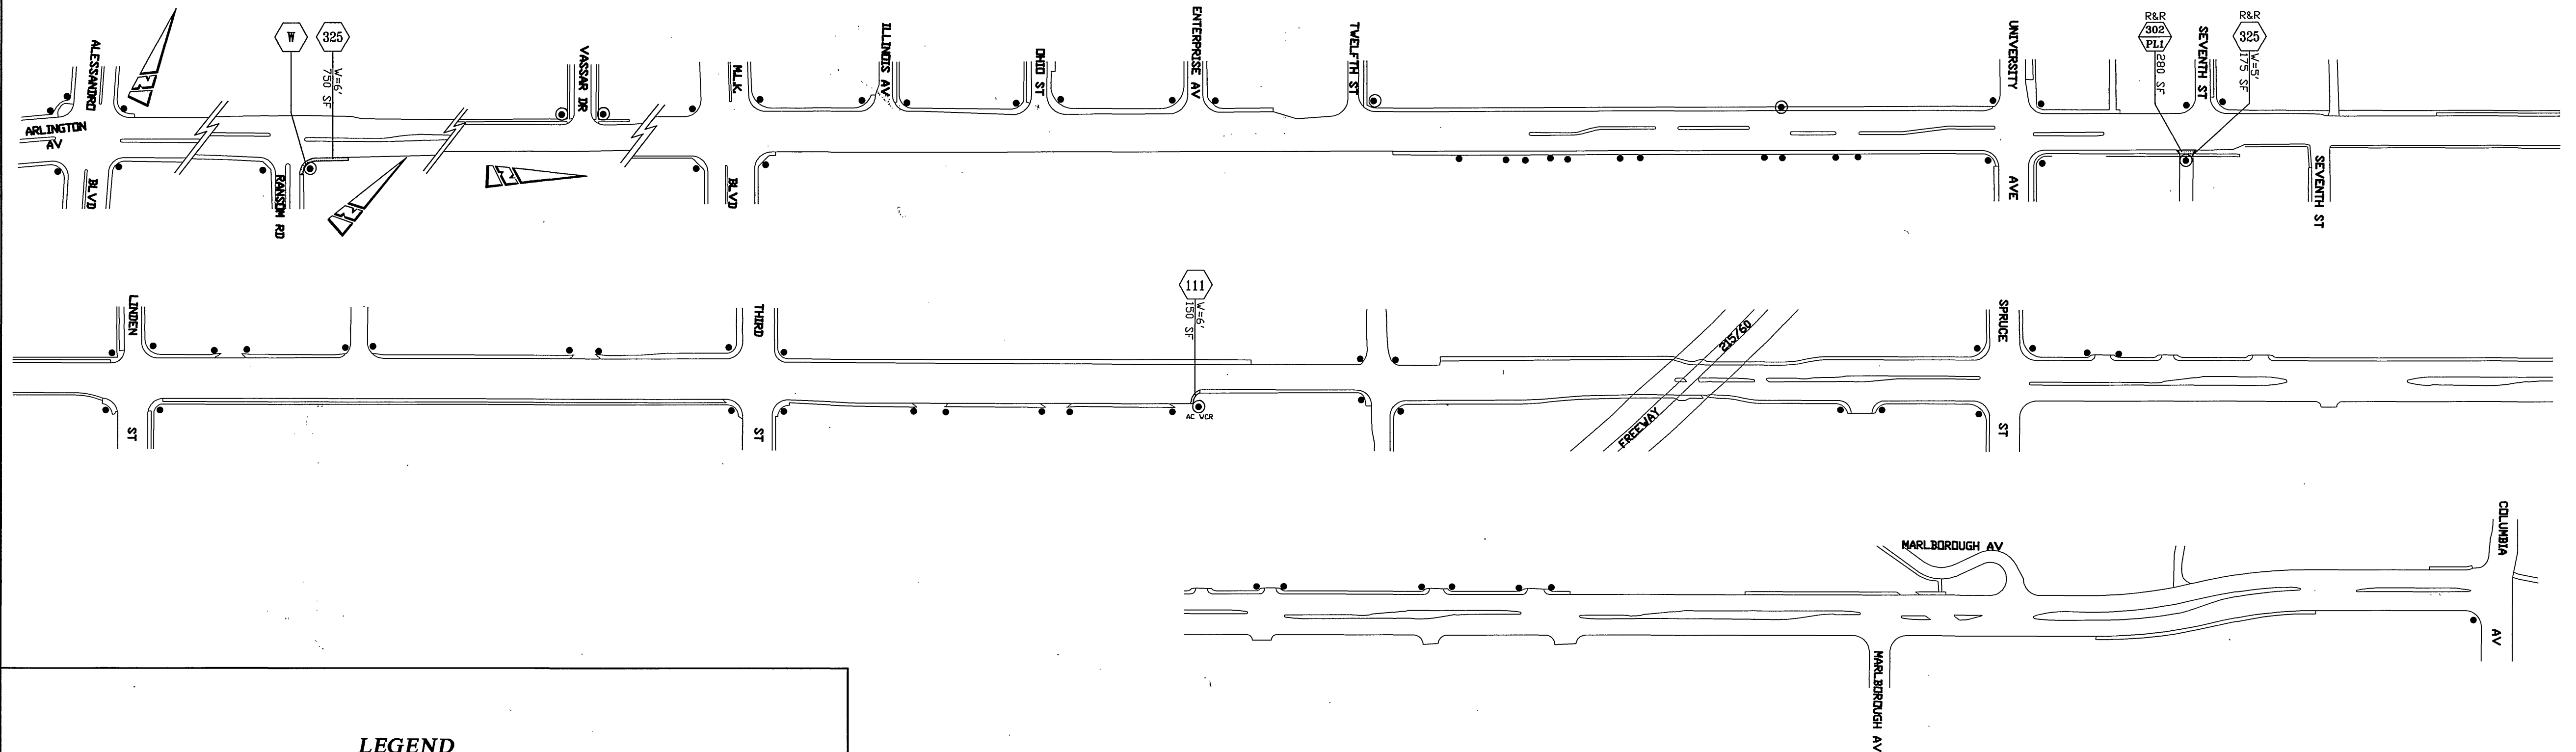 ALESSANDRO
BLVD
ARLINGTON
AV
N
W
325
W=6'
750 SF
RANSOM RD
N
VASSAR DR
N
M.L.K.
BLVD
ILLINOIS AV
OHIO ST
ENTERPRISE AV
TWELFTH ST
UNIVERSITY
AVE
R&R
302
PL1
280 SF
SEVENTH ST
R&R
325
W=5'
175 SF
SEVENTH ST
LINDEN
ST
THIRD
ST
111
W=6'
150 SF
AC WCR
215/60
FREEWAY
SPRUCE
ST
MARLBOROUGH AV
MARLBOROUGH AV
COLUMBIA
AV
LEGEND